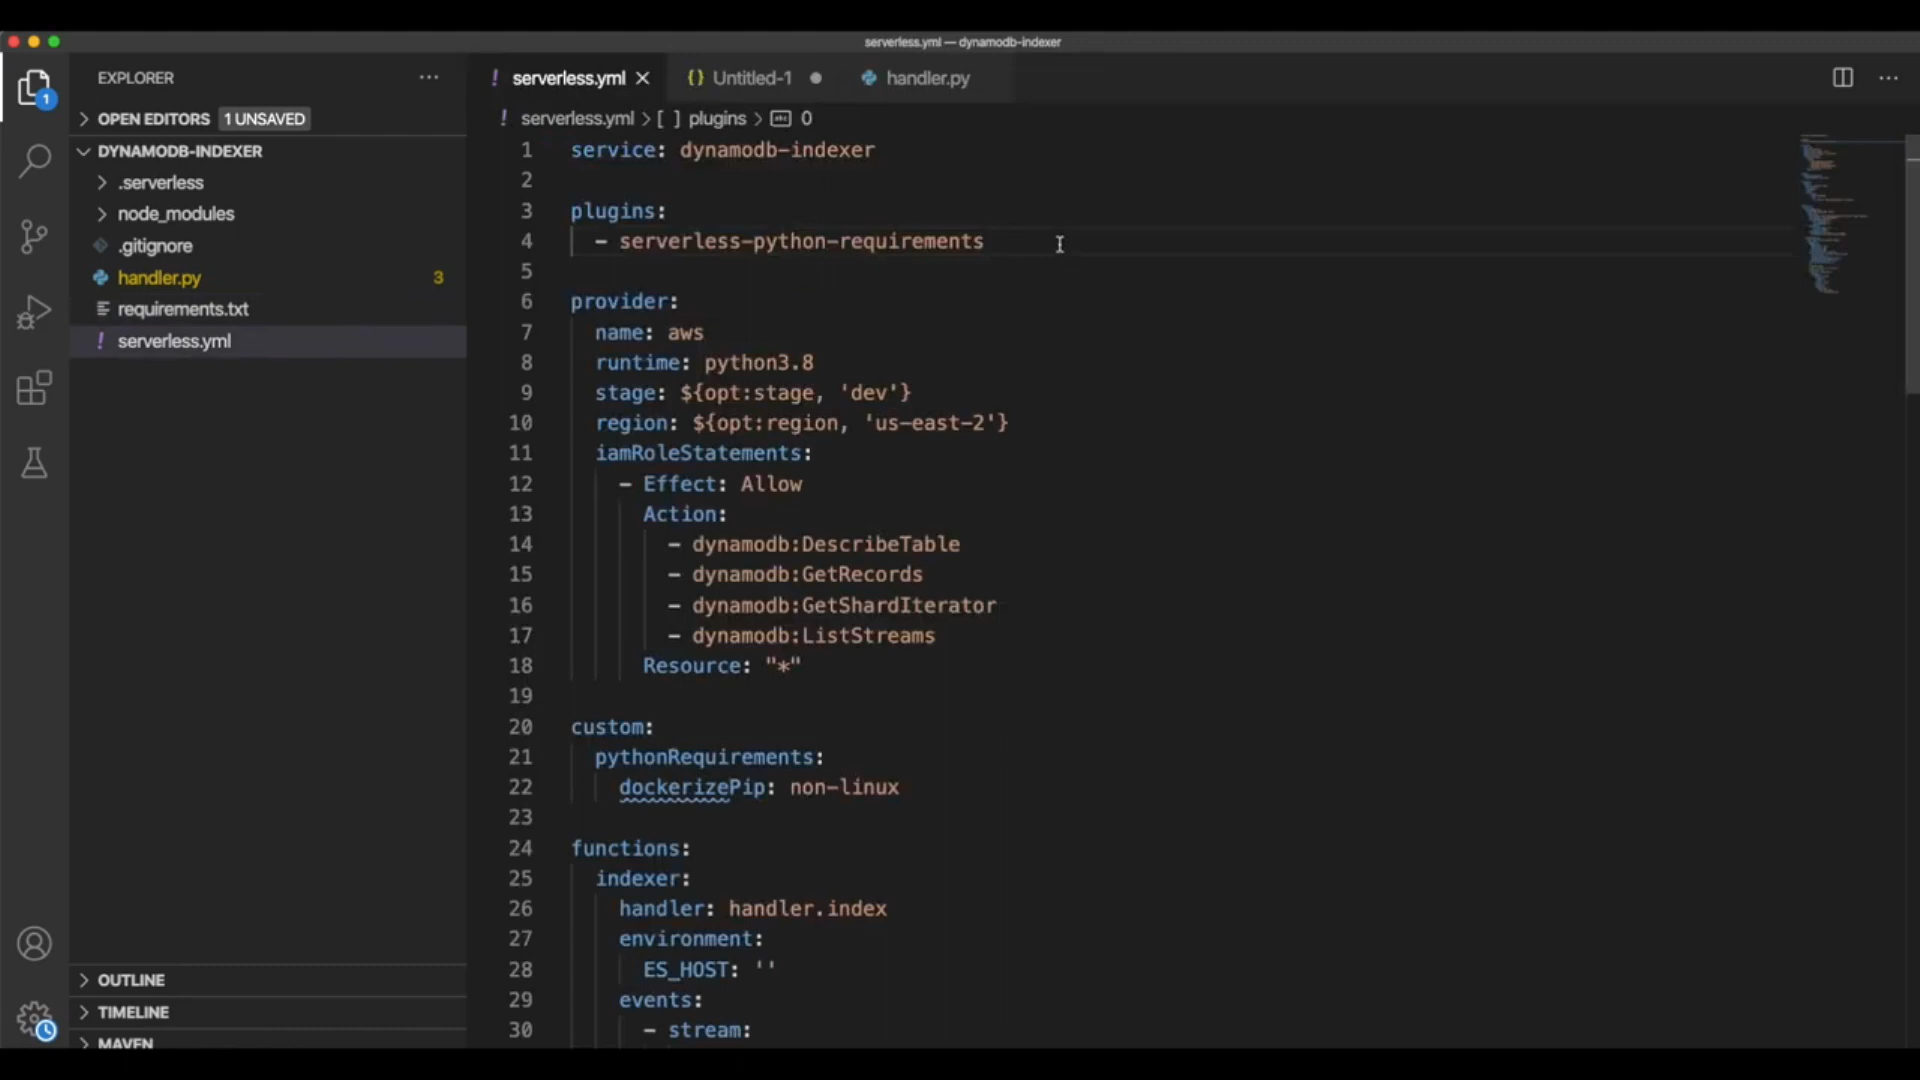 serverless.yml — dynamodb-indexer
EXPLORER
serverless.yml
Untitled-1
handler.py
OPEN EDITORS 1 UNSAVED
serverless.yml > [ ] plugins > abc 0
DYNAMODB-INDEXER
.serverless
node_modules
.gitignore
handler.py 3
requirements.txt
! serverless.yml
1 service: dynamodb-indexer
2
3 plugins:
4 - serverless-python-requirements
5
6 provider:
7 name: aws
8 runtime: python3.8
9 stage: ${opt:stage, 'dev'}
10 region: ${opt:region, 'us-east-2'}
11 iamRoleStatements:
12 - Effect: Allow
13 Action:
14 - dynamodb:DescribeTable
15 - dynamodb:GetRecords
16 - dynamodb:GetShardIterator
17 - dynamodb:ListStreams
18 Resource: "*"
19
20 custom:
21 pythonRequirements:
22 dockerizePip: non-linux
23
24 functions:
25 indexer:
26 handler: handler.index
27 environment:
28 ES_HOST: ''
29 events:
30 - stream:
OUTLINE
TIMELINE
MAVEN
1